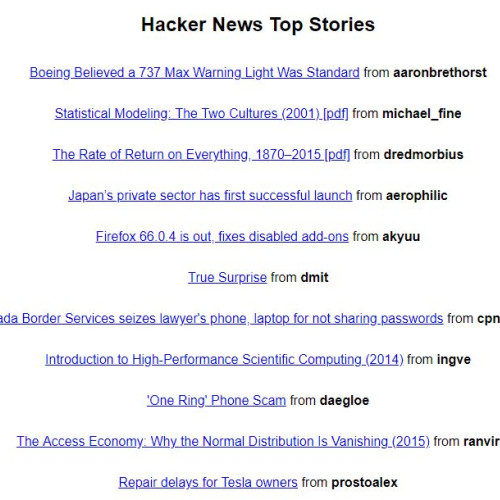 Hacker News Top Stories
Boeing Believed a 737 Max Warning Light Was Standard from aaronbrethorst
Statistical Modeling: The Two Cultures (2001) [pdf] from michael_fine
The Rate of Return on Everything, 1870–2015 [pdf] from dredmorbius
Japan's private sector has first successful launch from aerophilic
Firefox 66.0.4 is out, fixes disabled add-ons from akyuu
True Surprise from dmit
Border Services seizes lawyer's phone, laptop for not sharing passwords from
Introduction to High-Performance Scientific Computing (2014) from ingve
'One Ring' Phone Scam from daegloe
The Access Economy: Why the Normal Distribution Is Vanishing (2015) from ranvir
Repair delays for Tesla owners from prostoalex